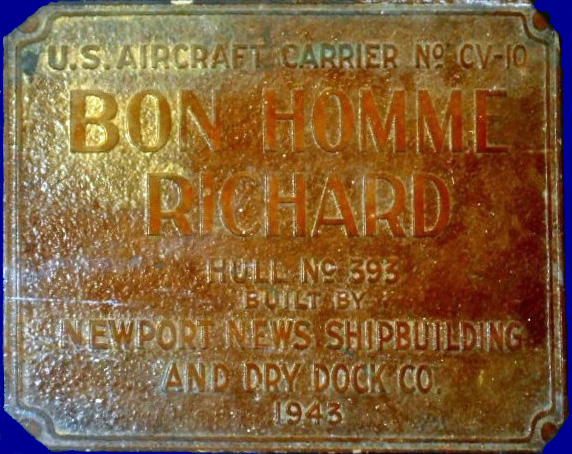 U.S. AIRCRAFT CARRIER Nº CV-10
BON HOMME
RICHARD
HULL Nº 393
BUILT BY
NEWPORT NEWS SHIPBUILDING
AND DRY DOCK CO.
1943